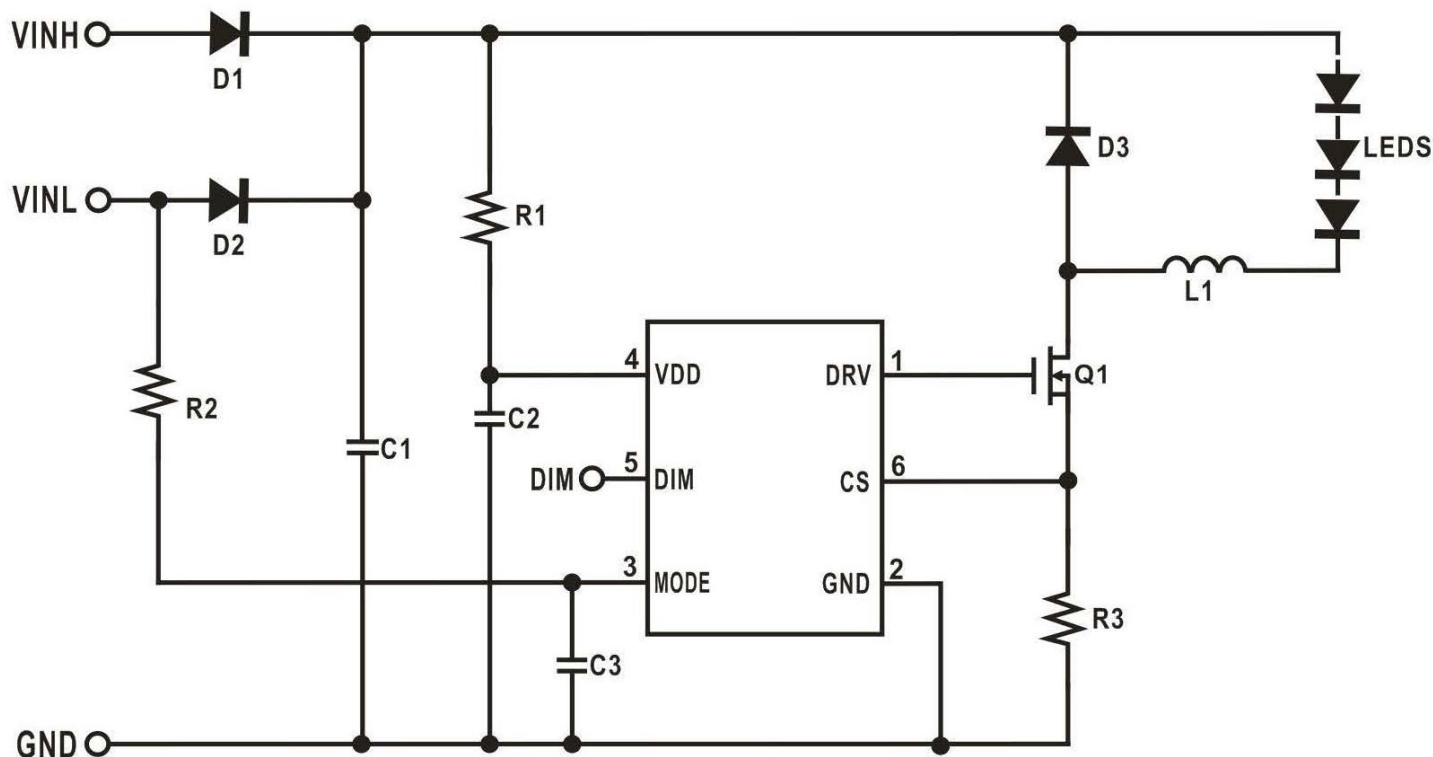 VINH
D1
D3
LEDS
VINL
D2
R1
L1
4
VDD
DRV
1
Q1
R2
C2
C1
DIM
5
DIM
CS
6
3
MODE
GND
2
R3
C3
GND